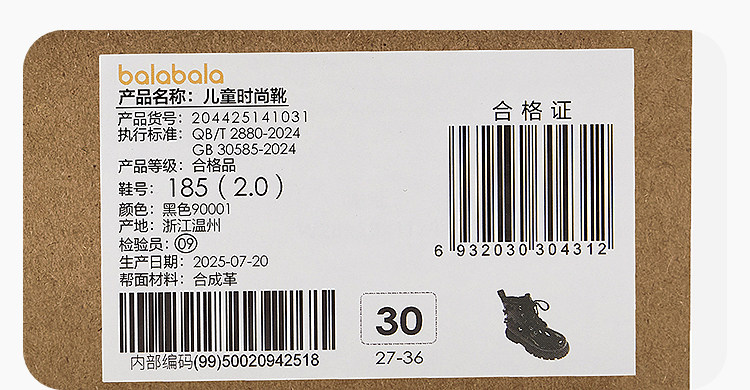 balabala
产品名称：儿童时尚靴
产品货号：204425141031
执行标准：QB/T 2880-2024
GB 30585-2024
产品等级：合格品
鞋号：185（2.0）
颜色：黑色90001
产地：浙江温州
检验员：09
生产日期：2025-07-20
帮面材料：合成革
内部编码(99)50020942518
30
27-36
合格证
6 932030 304312